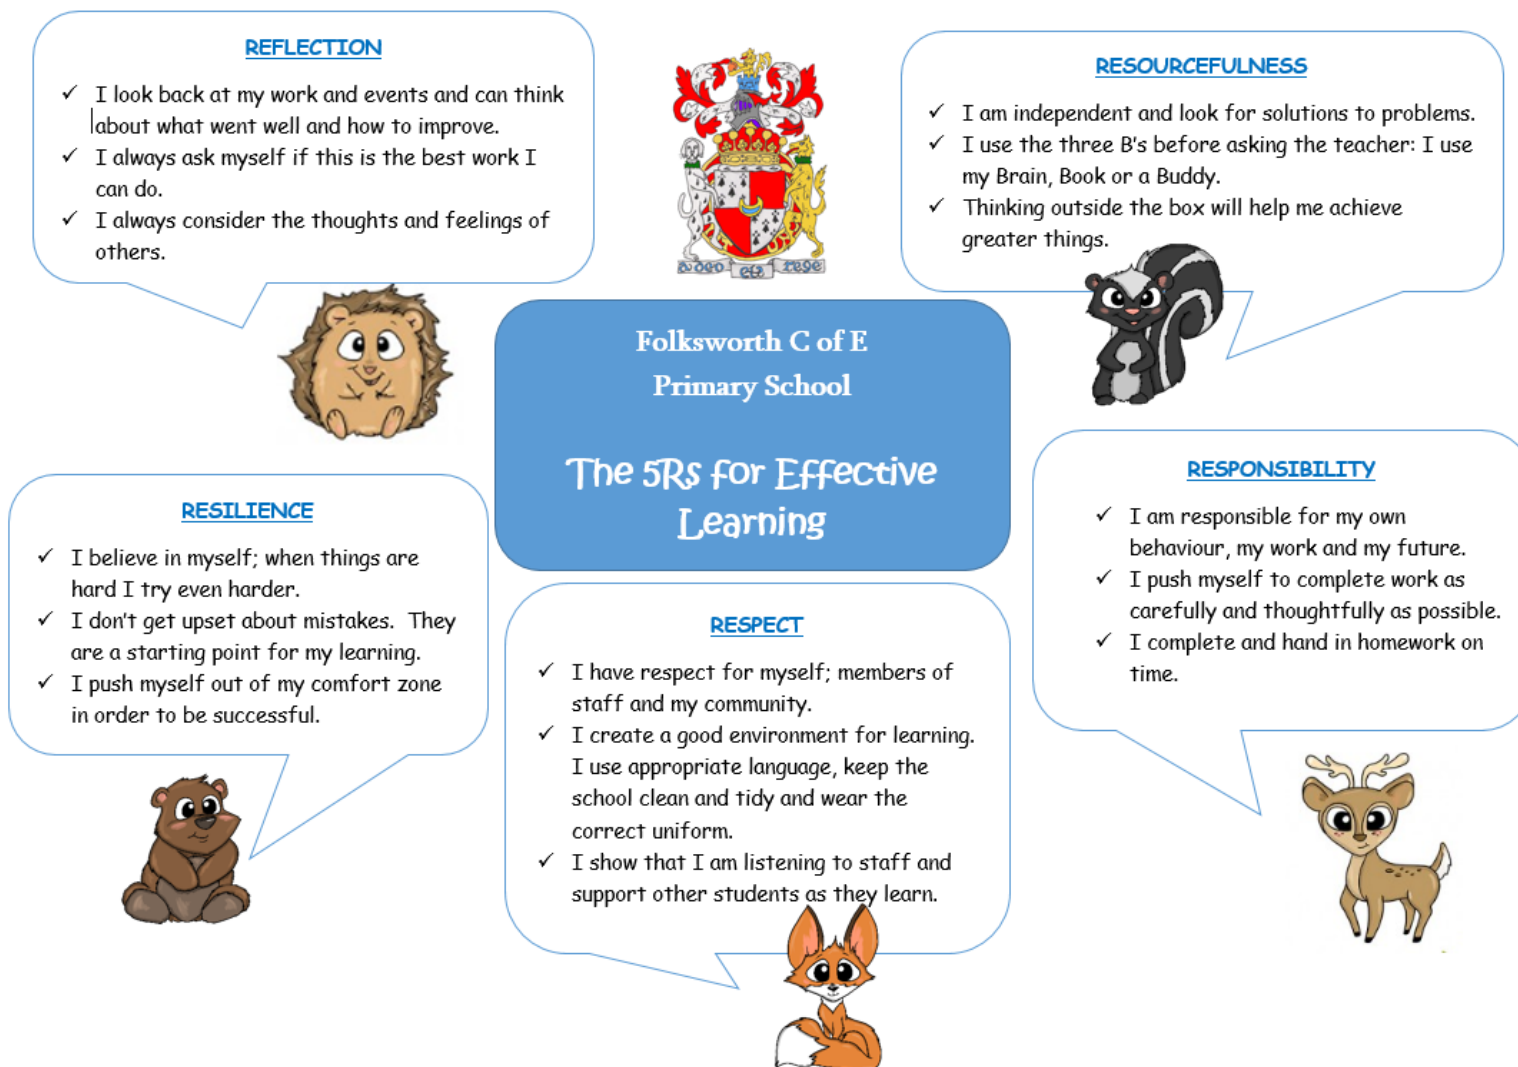 REFLECTION
✓ I look back at my work and events and can think
about what went well and how to improve.
✓ I always ask myself if this is the best work I
can do.
✓ I always consider the thoughts and feelings of
others.
a deo et rege
RESOURCEFULNESS
✓ I am independent and look for solutions to problems.
✓ I use the three B's before asking the teacher: I use
my Brain, Book or a Buddy.
✓ Thinking outside the box will help me achieve
greater things.
Folksworth C of E
Primary School
The 5Rs for Effective
Learning
RESILIENCE
✓ I believe in myself; when things are
hard I try even harder.
✓ I don't get upset about mistakes. They
are a starting point for my learning.
✓ I push myself out of my comfort zone
in order to be successful.
RESPECT
✓ I have respect for myself; members of
staff and my community.
✓ I create a good environment for learning.
I use appropriate language, keep the
school clean and tidy and wear the
correct uniform.
✓ I show that I am listening to staff and
support other students as they learn.
RESPONSIBILITY
✓ I am responsible for my own
behaviour, my work and my future.
✓ I push myself to complete work as
carefully and thoughtfully as possible.
✓ I complete and hand in homework on
time.